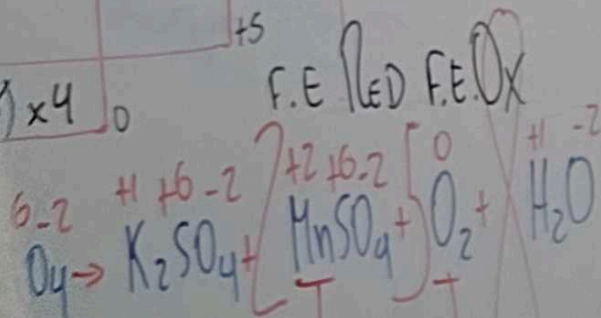 +5
) x4 0
F.E RED F.E.OX
6-2 +1 +6-2 +2 +6-2 0 +1 -2
O4 → K2SO4 + [MnSO4 +] O2 + H2O